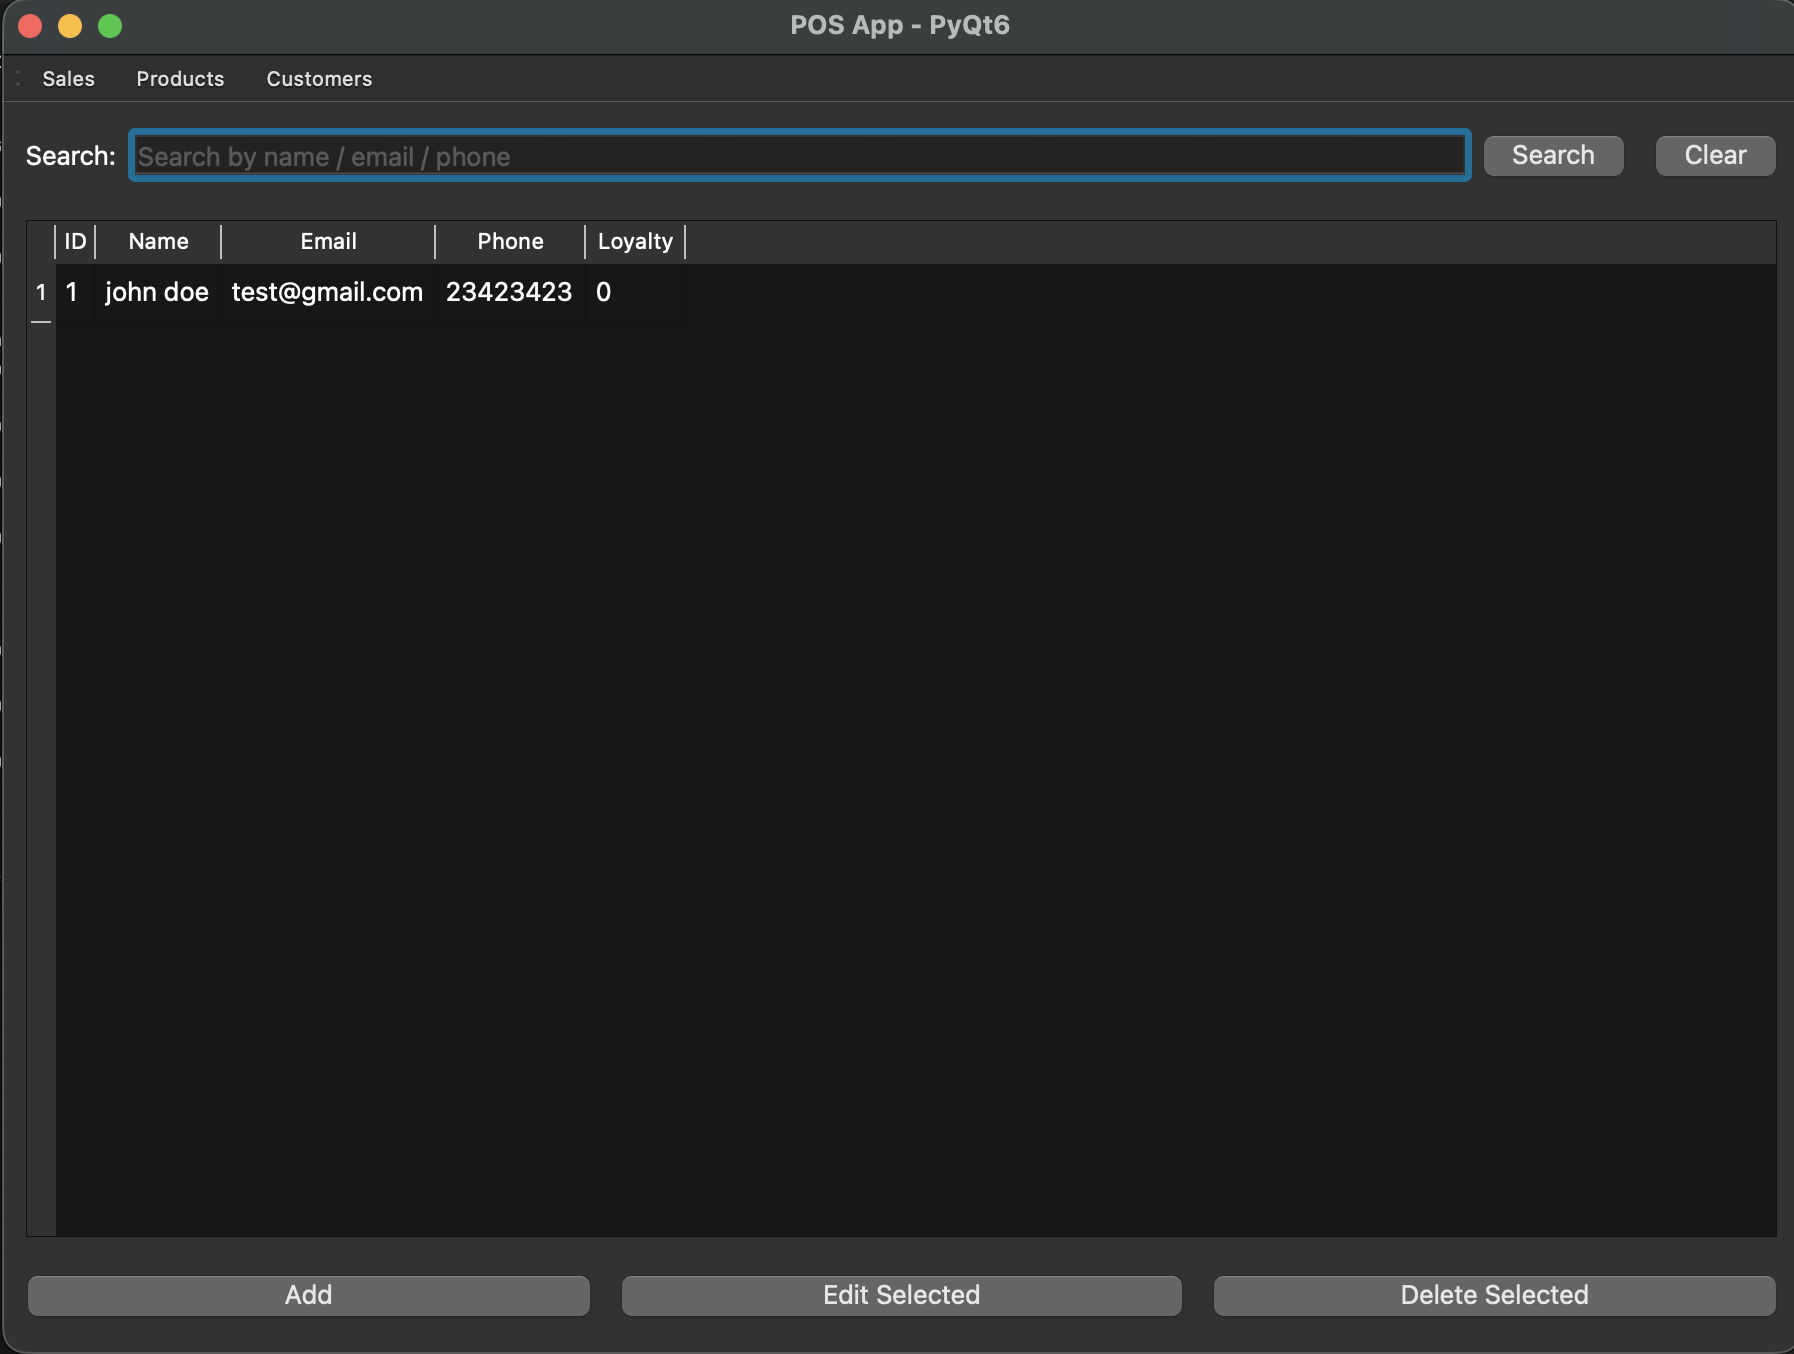 POS App - PyQt6
Sales Products Customers
Search: Search by name / email / phone Search Clear
ID Name Email Phone Loyalty
1 1 john doe test@gmail.com 23423423 0
Add Edit Selected Delete Selected